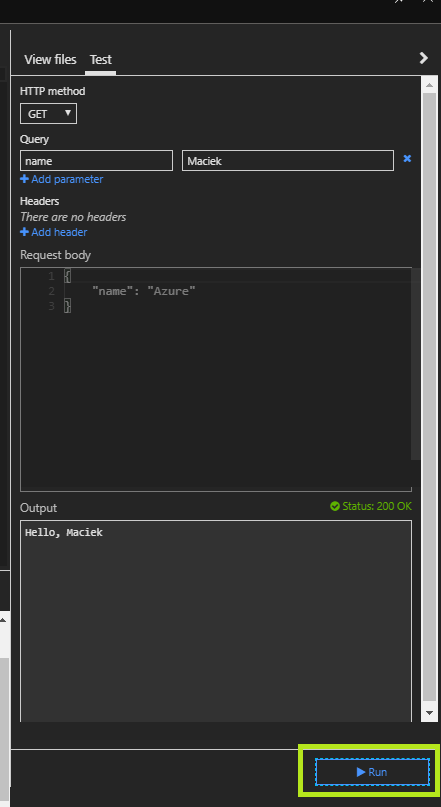 View files Test
HTTP method
GET
Query
name Maciek
Add parameter
Headers
There are no headers
Add header
Request body
1 {
2 "name": "Azure"
3 }
Output Status: 200 OK
Hello, Maciek
Run